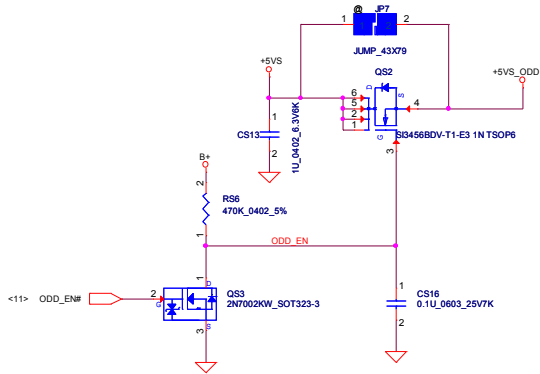 @ JP7
1 2
JUMP_43X79
+5VS
QS2
+5VS_ODD
D
S
6
5
2
1
4
G
SI3456BDV-T1-E3 1N TSOP6
3
1
CS13
2
1U_0402_6.3V6K
B+
2
RS6
470K_0402_5%
1
ODD_EN
<11> ODD_EN#
2
G
1
D
QS3
2N7002KW_SOT323-3
S
3
1
CS16
0.1U_0603_25V7K
2